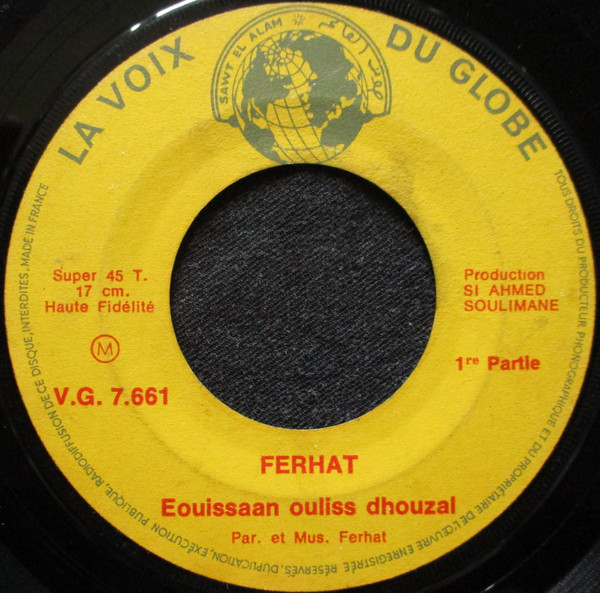 LA VOIX DU GLOBE
SAWT EL ALAM
صوت العالم
Super 45 T.
17 cm.
Haute Fidélité
M
V.G. 7.661
Production
SI AHMED
SOULIMANE
1re Partie
FERHAT
Eouissaan ouliss dhouzal
Par. et Mus. Ferhat
TOUS DROITS DU PRODUCTEUR PHONOGRAPHIQUE ET DU PROPRIÉTAIRE DE L'ŒUVRE ENREGISTRÉE RÉSERVÉS, DUPLICATION, EXÉCUTION PUBLIQUE, RADIODIFFUSION DE CE DISQUE, INTERDITES, MADE IN FRANCE